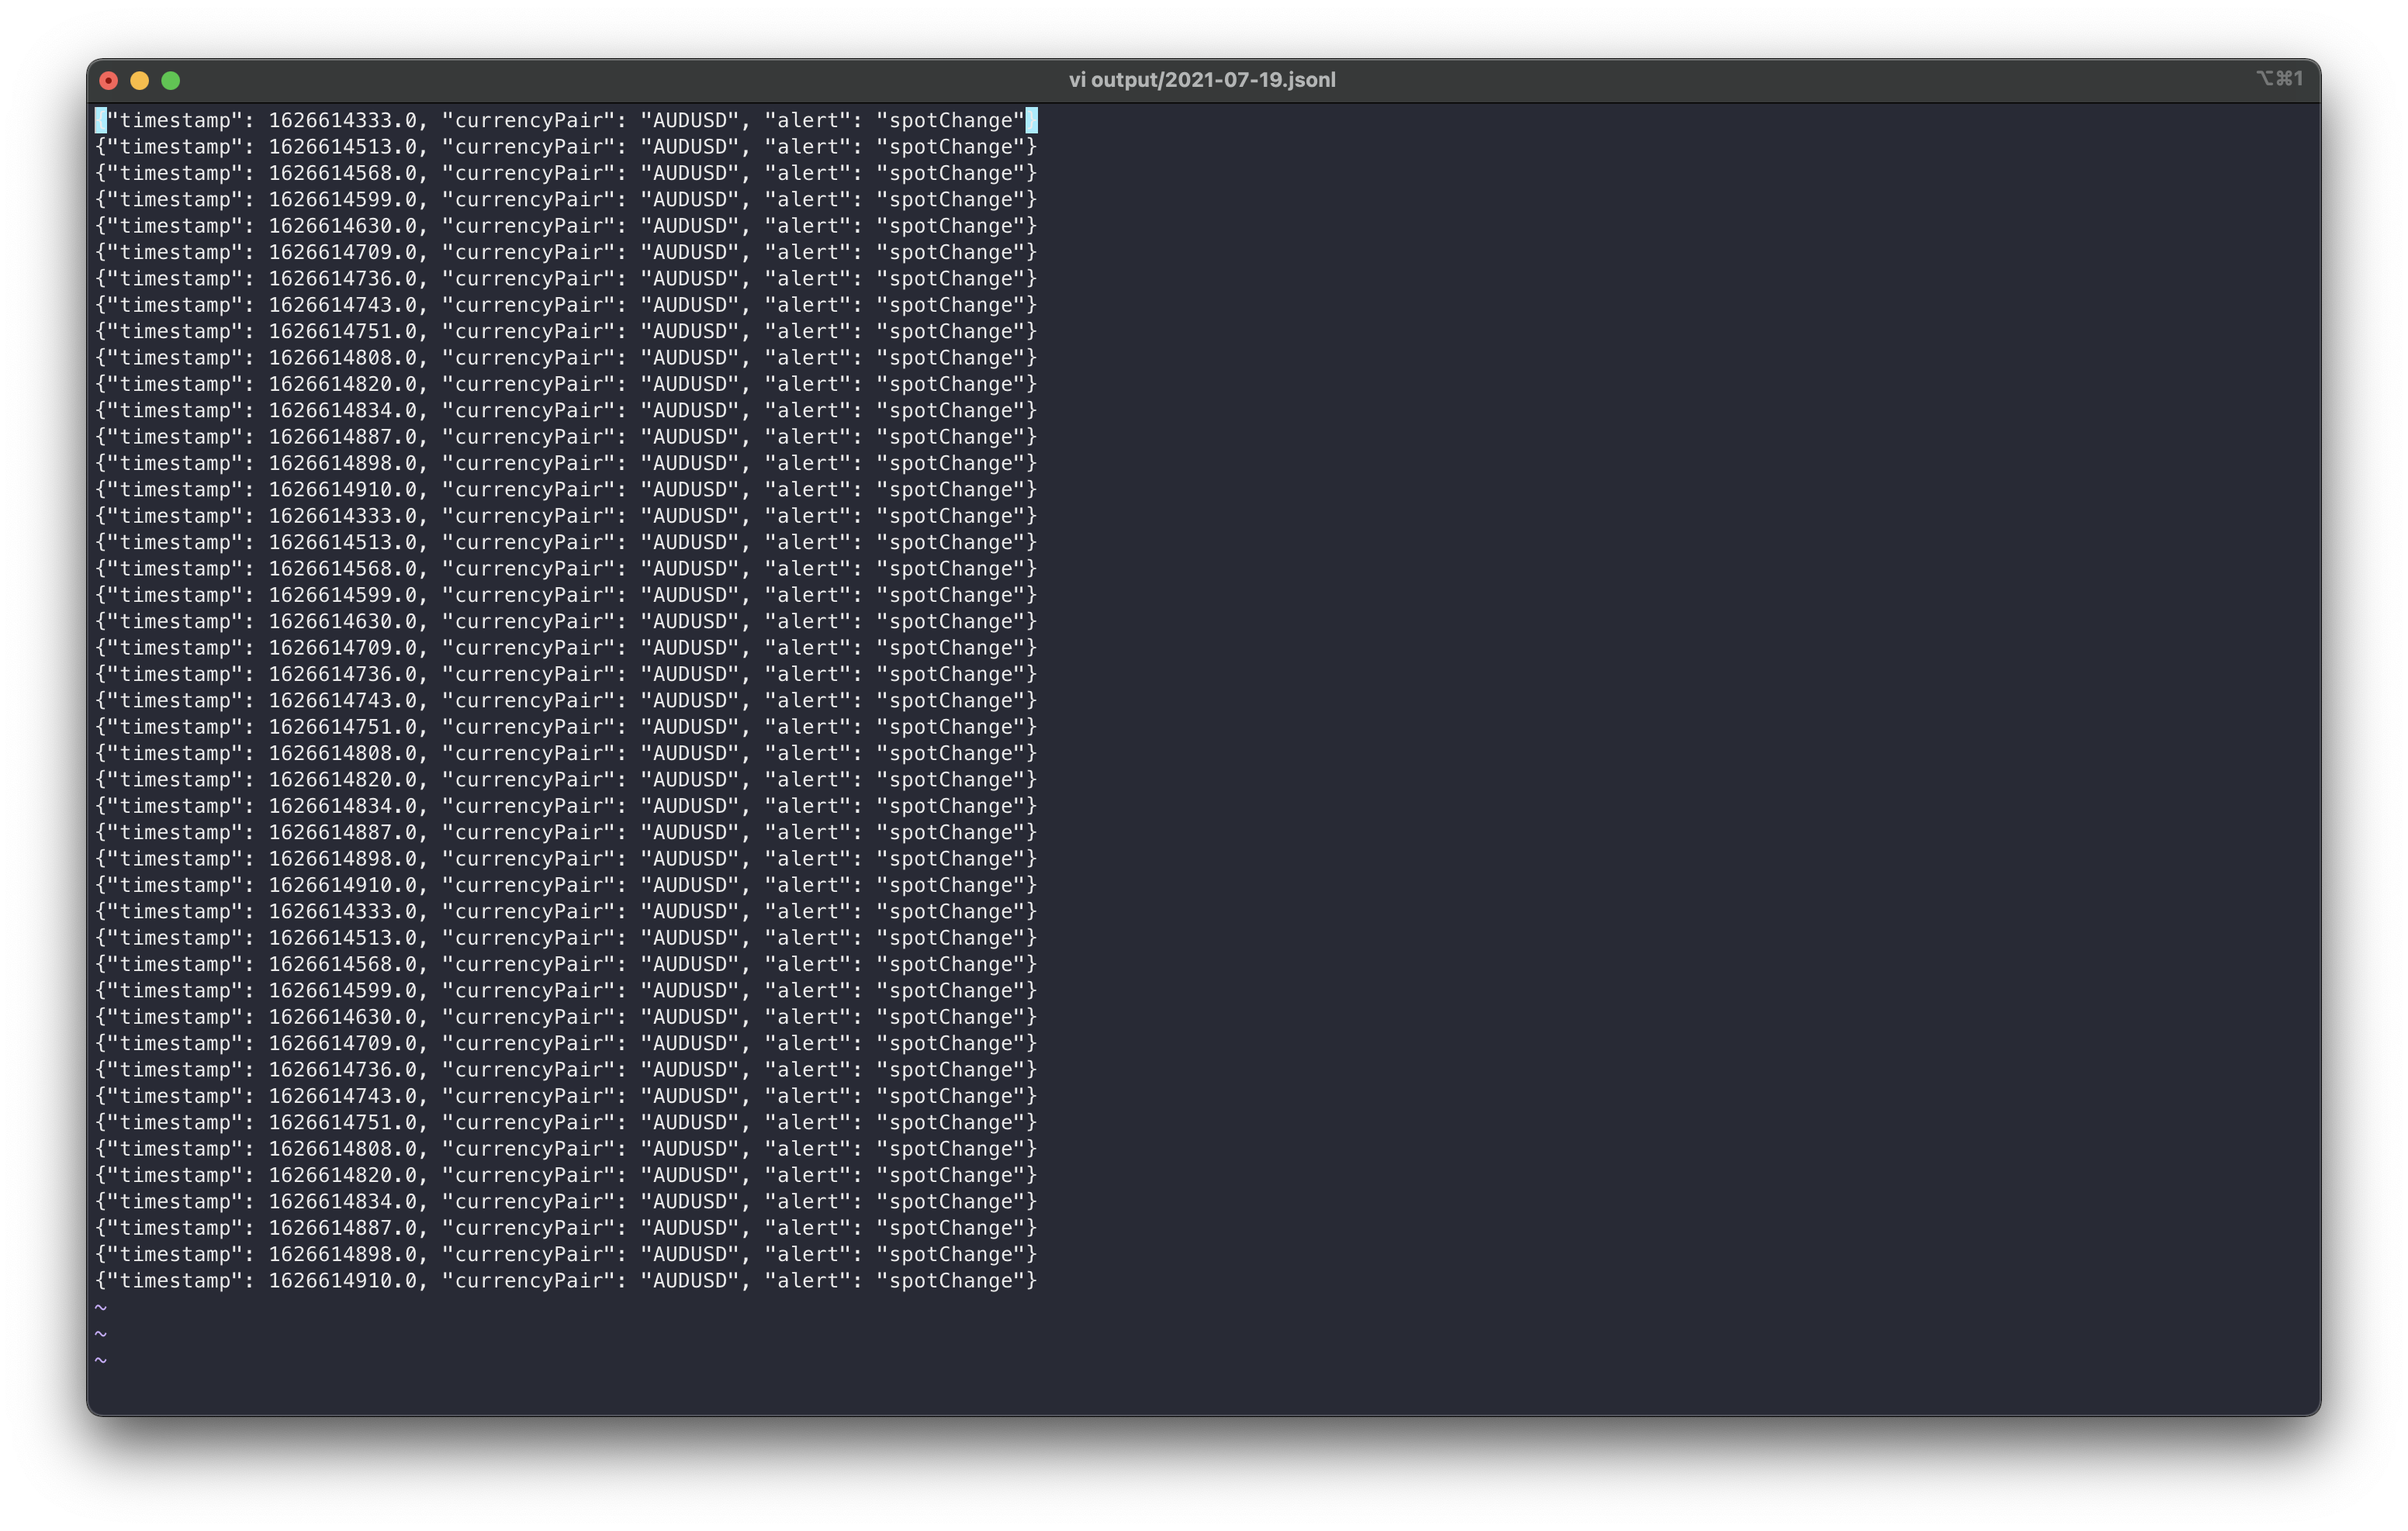 vi output/2021-07-19.jsonl
⌥⌘1
{"timestamp": 1626614333.0, "currencyPair": "AUDUSD", "alert": "spotChange"}
{"timestamp": 1626614513.0, "currencyPair": "AUDUSD", "alert": "spotChange"}
{"timestamp": 1626614568.0, "currencyPair": "AUDUSD", "alert": "spotChange"}
{"timestamp": 1626614599.0, "currencyPair": "AUDUSD", "alert": "spotChange"}
{"timestamp": 1626614630.0, "currencyPair": "AUDUSD", "alert": "spotChange"}
{"timestamp": 1626614709.0, "currencyPair": "AUDUSD", "alert": "spotChange"}
{"timestamp": 1626614736.0, "currencyPair": "AUDUSD", "alert": "spotChange"}
{"timestamp": 1626614743.0, "currencyPair": "AUDUSD", "alert": "spotChange"}
{"timestamp": 1626614751.0, "currencyPair": "AUDUSD", "alert": "spotChange"}
{"timestamp": 1626614808.0, "currencyPair": "AUDUSD", "alert": "spotChange"}
{"timestamp": 1626614820.0, "currencyPair": "AUDUSD", "alert": "spotChange"}
{"timestamp": 1626614834.0, "currencyPair": "AUDUSD", "alert": "spotChange"}
{"timestamp": 1626614887.0, "currencyPair": "AUDUSD", "alert": "spotChange"}
{"timestamp": 1626614898.0, "currencyPair": "AUDUSD", "alert": "spotChange"}
{"timestamp": 1626614910.0, "currencyPair": "AUDUSD", "alert": "spotChange"}
{"timestamp": 1626614333.0, "currencyPair": "AUDUSD", "alert": "spotChange"}
{"timestamp": 1626614513.0, "currencyPair": "AUDUSD", "alert": "spotChange"}
{"timestamp": 1626614568.0, "currencyPair": "AUDUSD", "alert": "spotChange"}
{"timestamp": 1626614599.0, "currencyPair": "AUDUSD", "alert": "spotChange"}
{"timestamp": 1626614630.0, "currencyPair": "AUDUSD", "alert": "spotChange"}
{"timestamp": 1626614709.0, "currencyPair": "AUDUSD", "alert": "spotChange"}
{"timestamp": 1626614736.0, "currencyPair": "AUDUSD", "alert": "spotChange"}
{"timestamp": 1626614743.0, "currencyPair": "AUDUSD", "alert": "spotChange"}
{"timestamp": 1626614751.0, "currencyPair": "AUDUSD", "alert": "spotChange"}
{"timestamp": 1626614808.0, "currencyPair": "AUDUSD", "alert": "spotChange"}
{"timestamp": 1626614820.0, "currencyPair": "AUDUSD", "alert": "spotChange"}
{"timestamp": 1626614834.0, "currencyPair": "AUDUSD", "alert": "spotChange"}
{"timestamp": 1626614887.0, "currencyPair": "AUDUSD", "alert": "spotChange"}
{"timestamp": 1626614898.0, "currencyPair": "AUDUSD", "alert": "spotChange"}
{"timestamp": 1626614910.0, "currencyPair": "AUDUSD", "alert": "spotChange"}
{"timestamp": 1626614333.0, "currencyPair": "AUDUSD", "alert": "spotChange"}
{"timestamp": 1626614513.0, "currencyPair": "AUDUSD", "alert": "spotChange"}
{"timestamp": 1626614568.0, "currencyPair": "AUDUSD", "alert": "spotChange"}
{"timestamp": 1626614599.0, "currencyPair": "AUDUSD", "alert": "spotChange"}
{"timestamp": 1626614630.0, "currencyPair": "AUDUSD", "alert": "spotChange"}
{"timestamp": 1626614709.0, "currencyPair": "AUDUSD", "alert": "spotChange"}
{"timestamp": 1626614736.0, "currencyPair": "AUDUSD", "alert": "spotChange"}
{"timestamp": 1626614743.0, "currencyPair": "AUDUSD", "alert": "spotChange"}
{"timestamp": 1626614751.0, "currencyPair": "AUDUSD", "alert": "spotChange"}
{"timestamp": 1626614808.0, "currencyPair": "AUDUSD", "alert": "spotChange"}
{"timestamp": 1626614820.0, "currencyPair": "AUDUSD", "alert": "spotChange"}
{"timestamp": 1626614834.0, "currencyPair": "AUDUSD", "alert": "spotChange"}
{"timestamp": 1626614887.0, "currencyPair": "AUDUSD", "alert": "spotChange"}
{"timestamp": 1626614898.0, "currencyPair": "AUDUSD", "alert": "spotChange"}
{"timestamp": 1626614910.0, "currencyPair": "AUDUSD", "alert": "spotChange"}
~
~
~